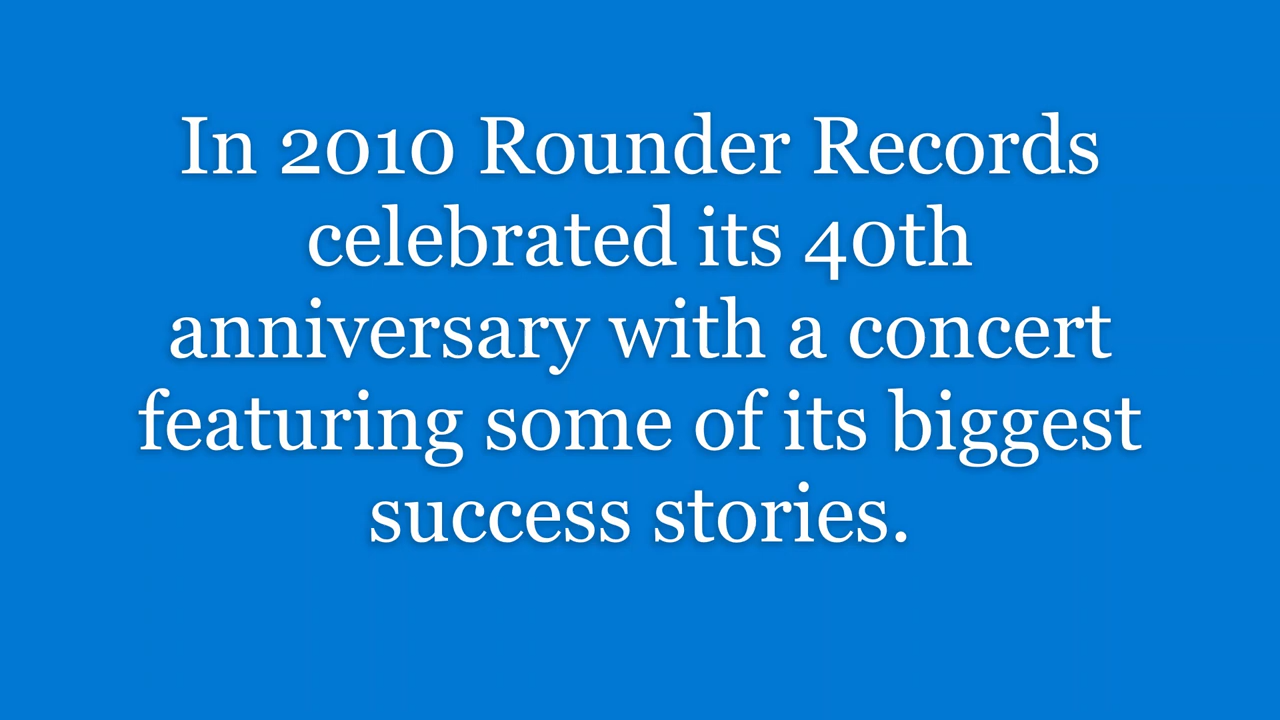 In 2010 Rounder Records
celebrated its 40th
anniversary with a concert
featuring some of its biggest
success stories.